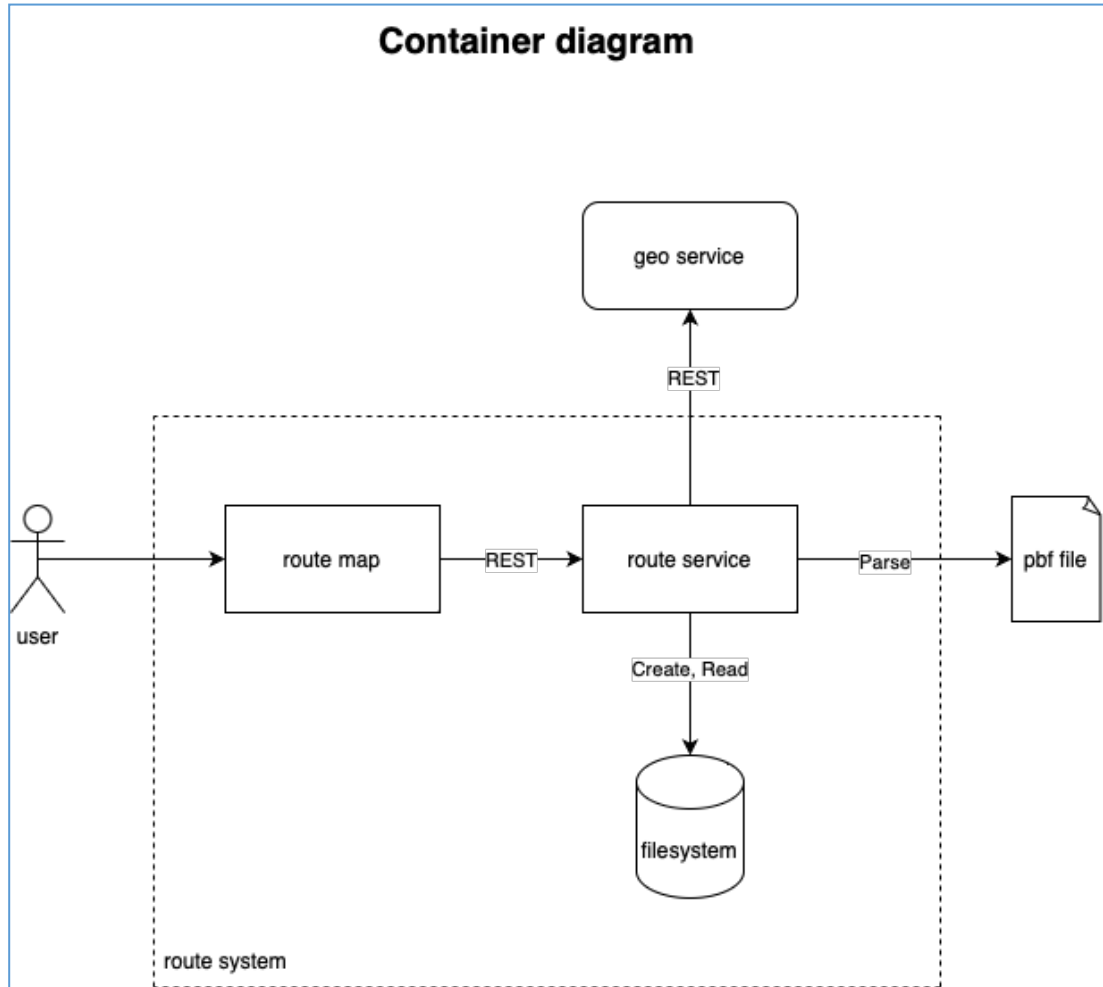 Container diagram
geo service
REST
route map
REST
route service
Parse
pbf file
user
Create, Read
filesystem
route system